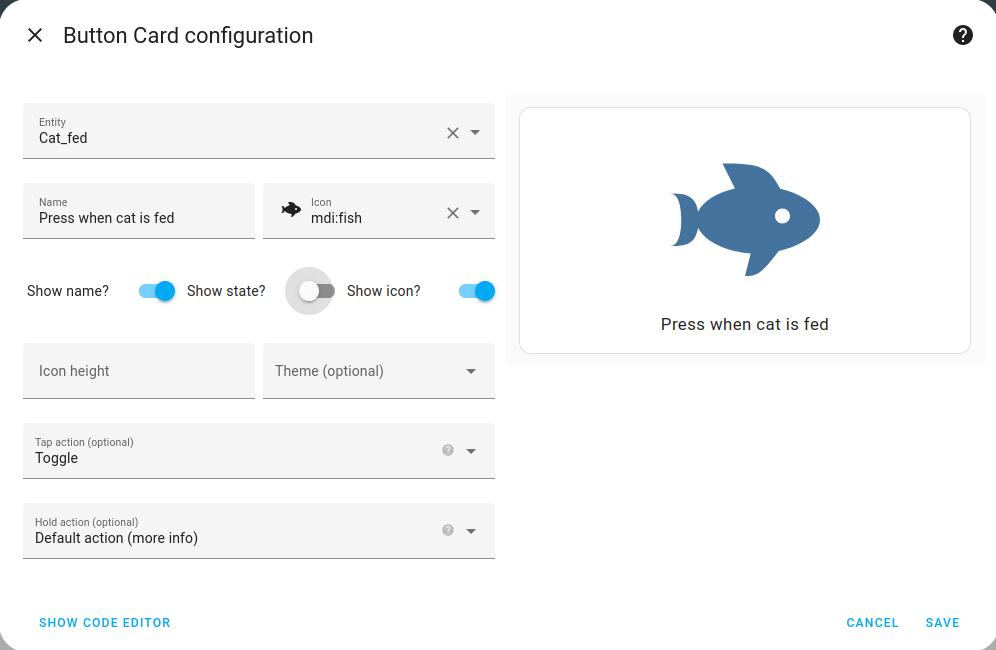 Button Card configuration
Entity
Cat_fed
Name
Press when cat is fed
Icon
mdi:fish
Show name?
Show state?
Show icon?
Icon height
Theme (optional)
Tap action (optional)
Toggle
Hold action (optional)
Default action (more info)
Press when cat is fed
SHOW CODE EDITOR
CANCEL
SAVE